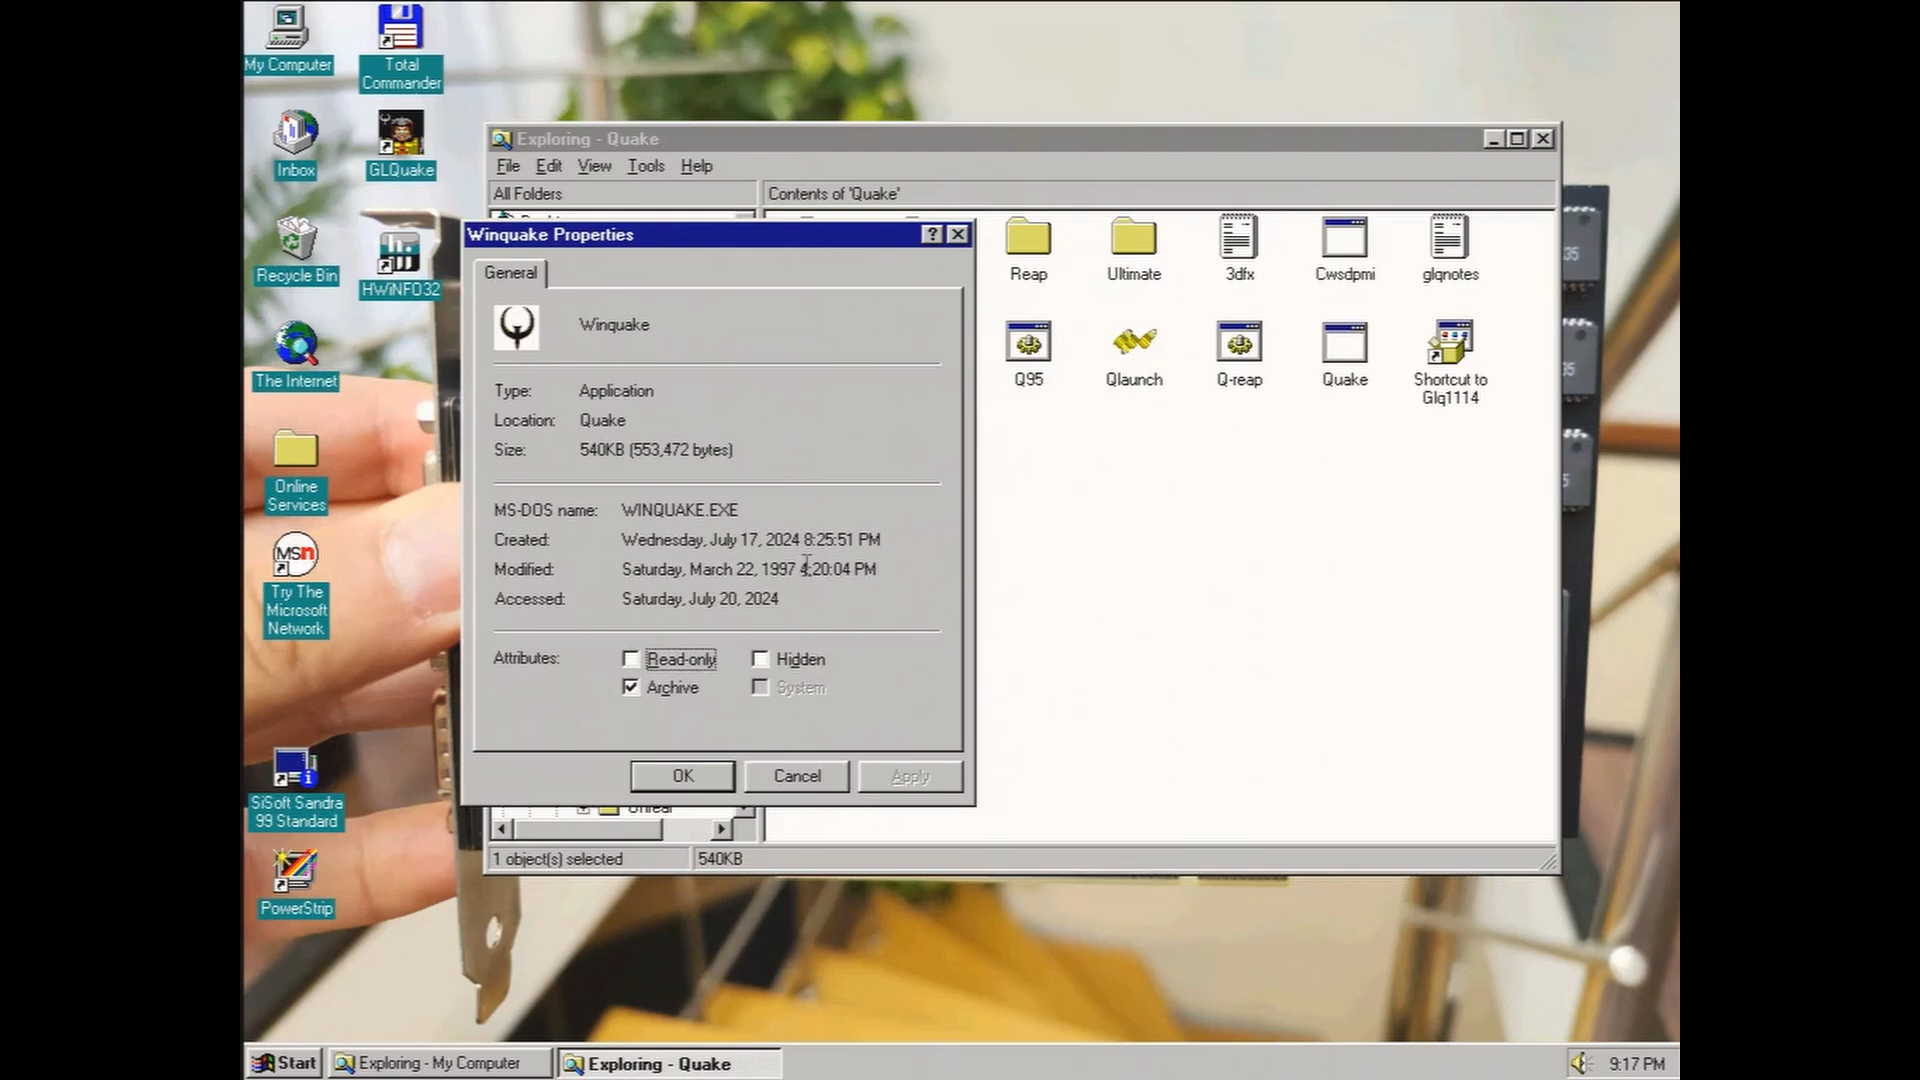 My Computer
Total
Commander
Inbox
GLQuake
Recycle Bin
HWiNFO32
The Internet
Online
Services
MSn
Try The
Microsoft
Network
SiSoft Sandra
99 Standard
PowerStrip
Exploring - Quake
File Edit View Tools Help
All Folders
Contents of 'Quake'
Reap
Ultimate
3dfx
Cwsdpmi
glqnotes
Q95
Qlaunch
Q-reap
Quake
Shortcut to
Glq1114
Winquake Properties
General
Winquake
Type: Application
Location: Quake
Size: 540KB (553,472 bytes)
MS-DOS name: WINQUAKE.EXE
Created: Wednesday, July 17, 2024 8:25:51 PM
Modified: Saturday, March 22, 1997 4:20:04 PM
Accessed: Saturday, July 20, 2024
Attributes: Read-only Hidden
Archive System
OK Cancel Apply
Unreal
1 object(s) selected 540KB
35
35
Start Exploring - My Computer Exploring - Quake 9:17 PM